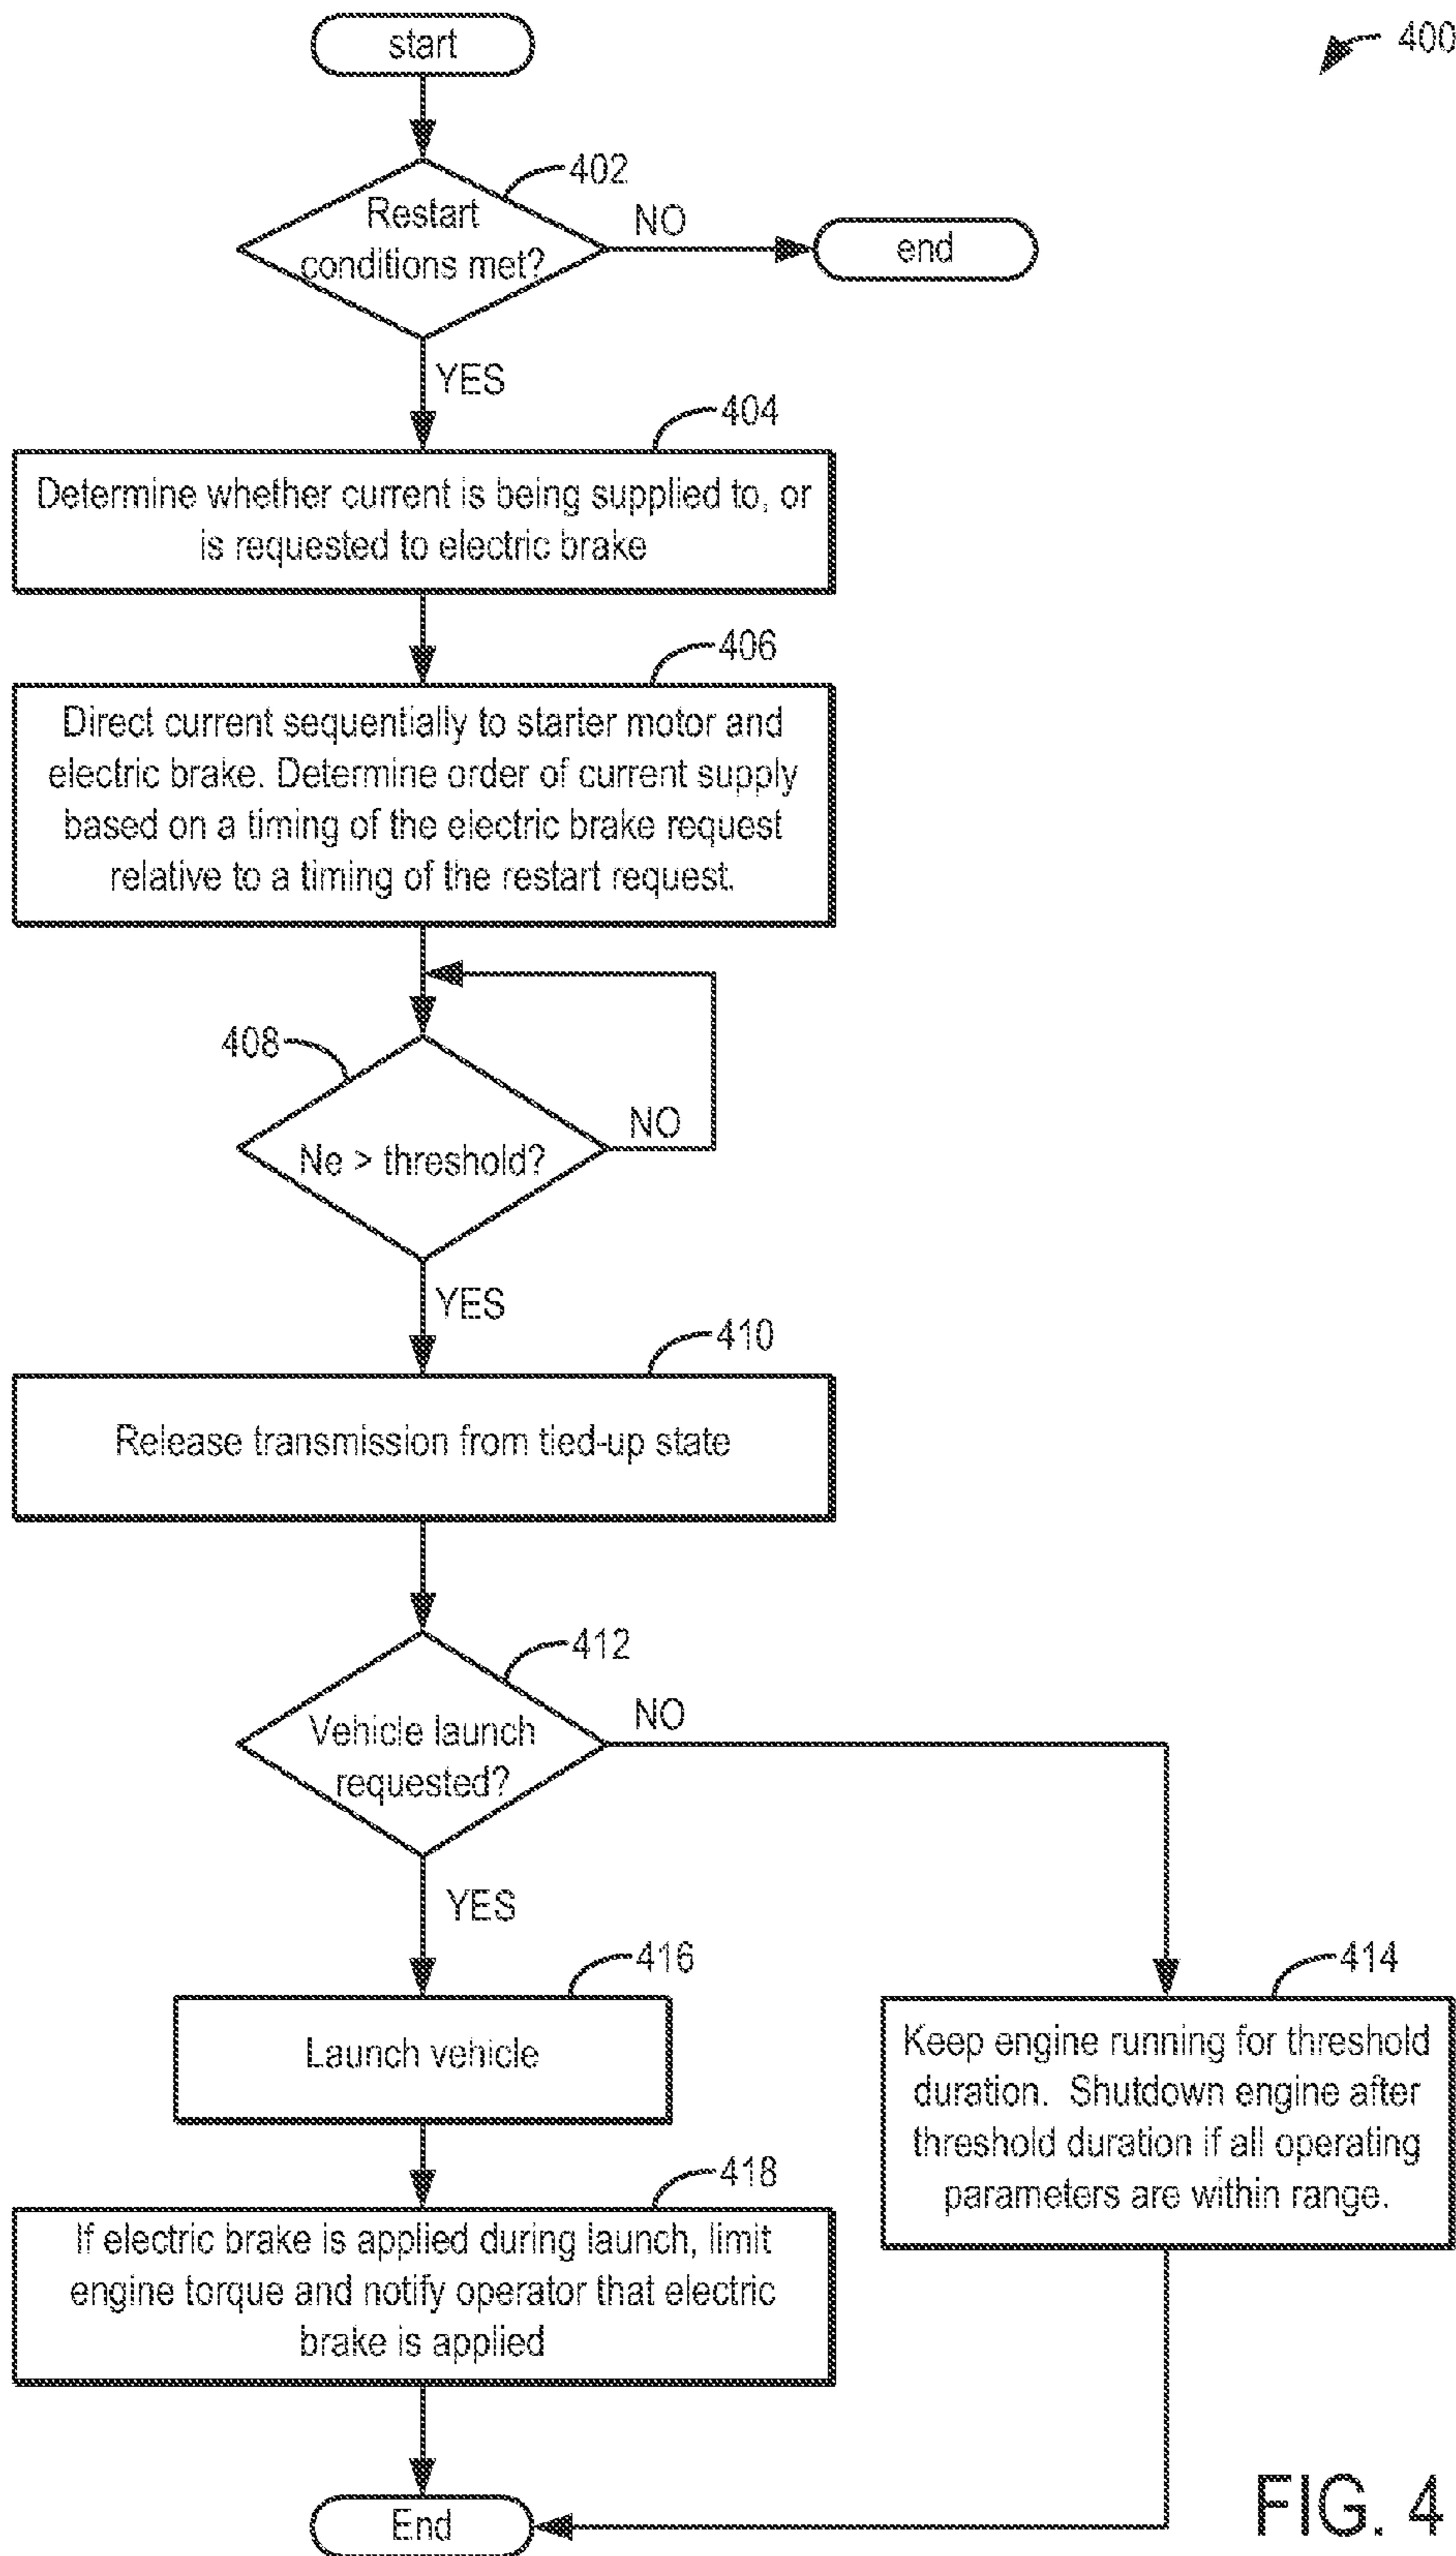 start
400
402
Restart
conditions met?
NO
end
YES
404
Determine whether current is being supplied to, or
is requested to electric brake
406
Direct current sequentially to starter motor and
electric brake. Determine order of current supply
based on a timing of the electric brake request
relative to a timing of the restart request.
408
Ne > threshold?
NO
YES
410
Release transmission from tied-up state
412
Vehicle launch
requested?
NO
YES
416
Launch vehicle
414
Keep engine running for threshold
duration. Shutdown engine after
threshold duration if all operating
parameters are within range.
418
If electric brake is applied during launch, limit
engine torque and notify operator that electric
brake is applied
End
FIG. 4